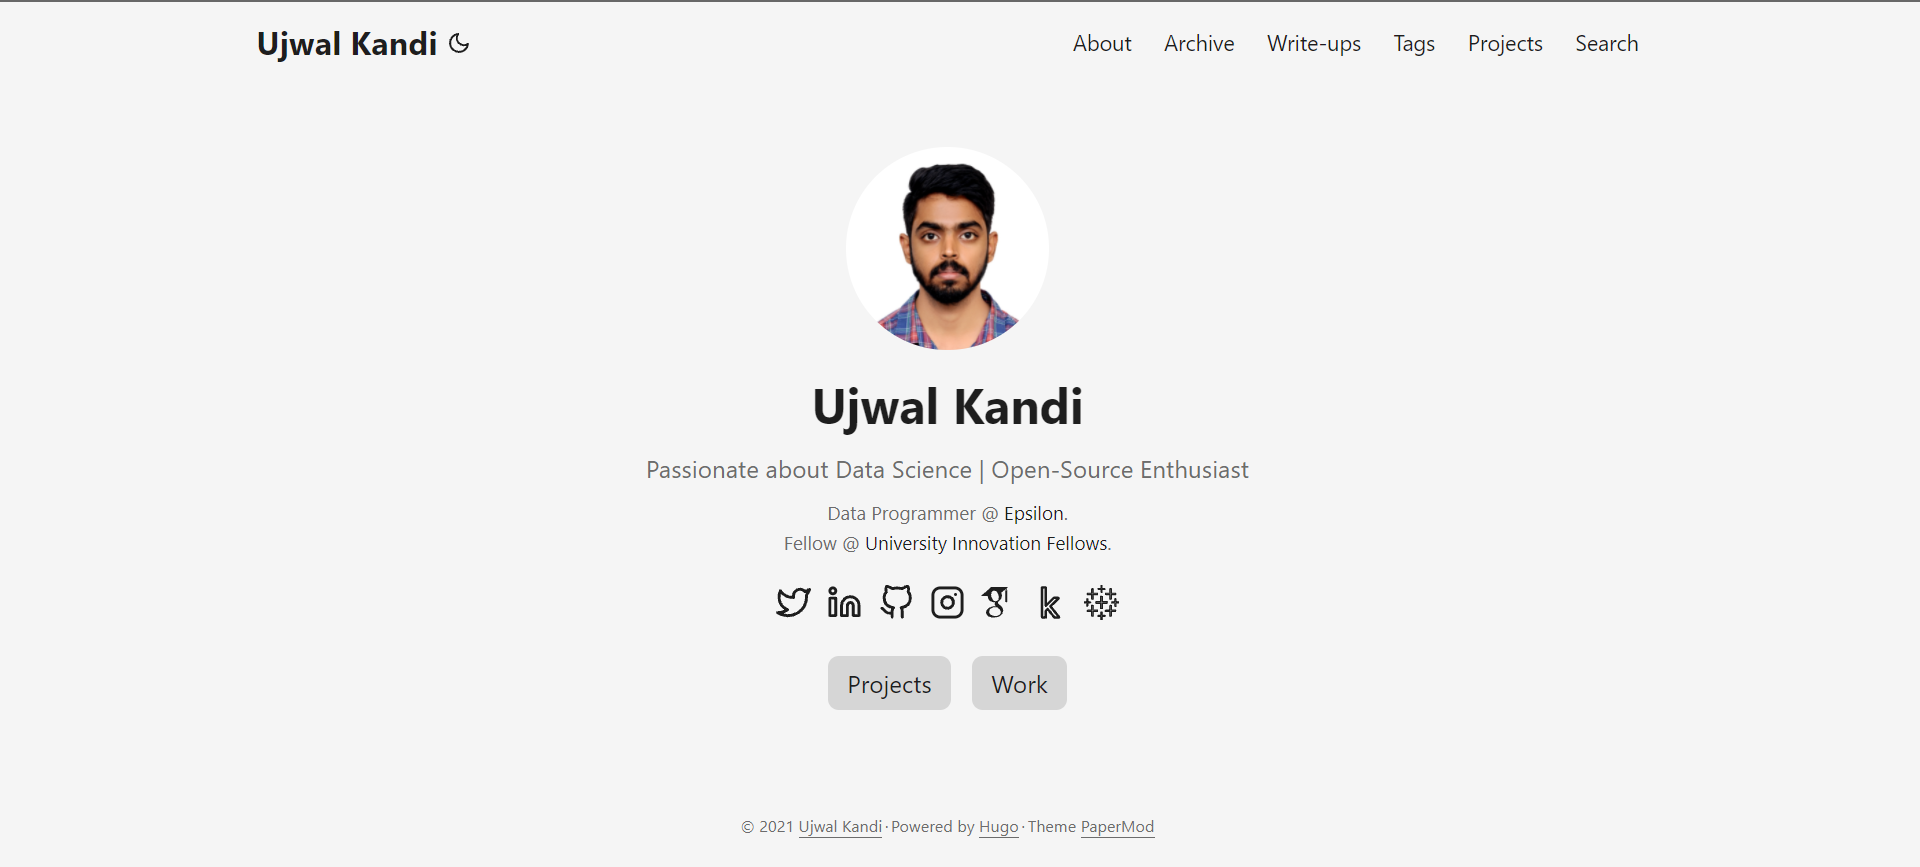 Ujwal Kandi
About Archive Write-ups Tags Projects Search
Ujwal Kandi
Passionate about Data Science | Open-Source Enthusiast
Data Programmer @ Epsilon.
Fellow @ University Innovation Fellows.
Projects Work
© 2021 Ujwal Kandi · Powered by Hugo · Theme PaperMod